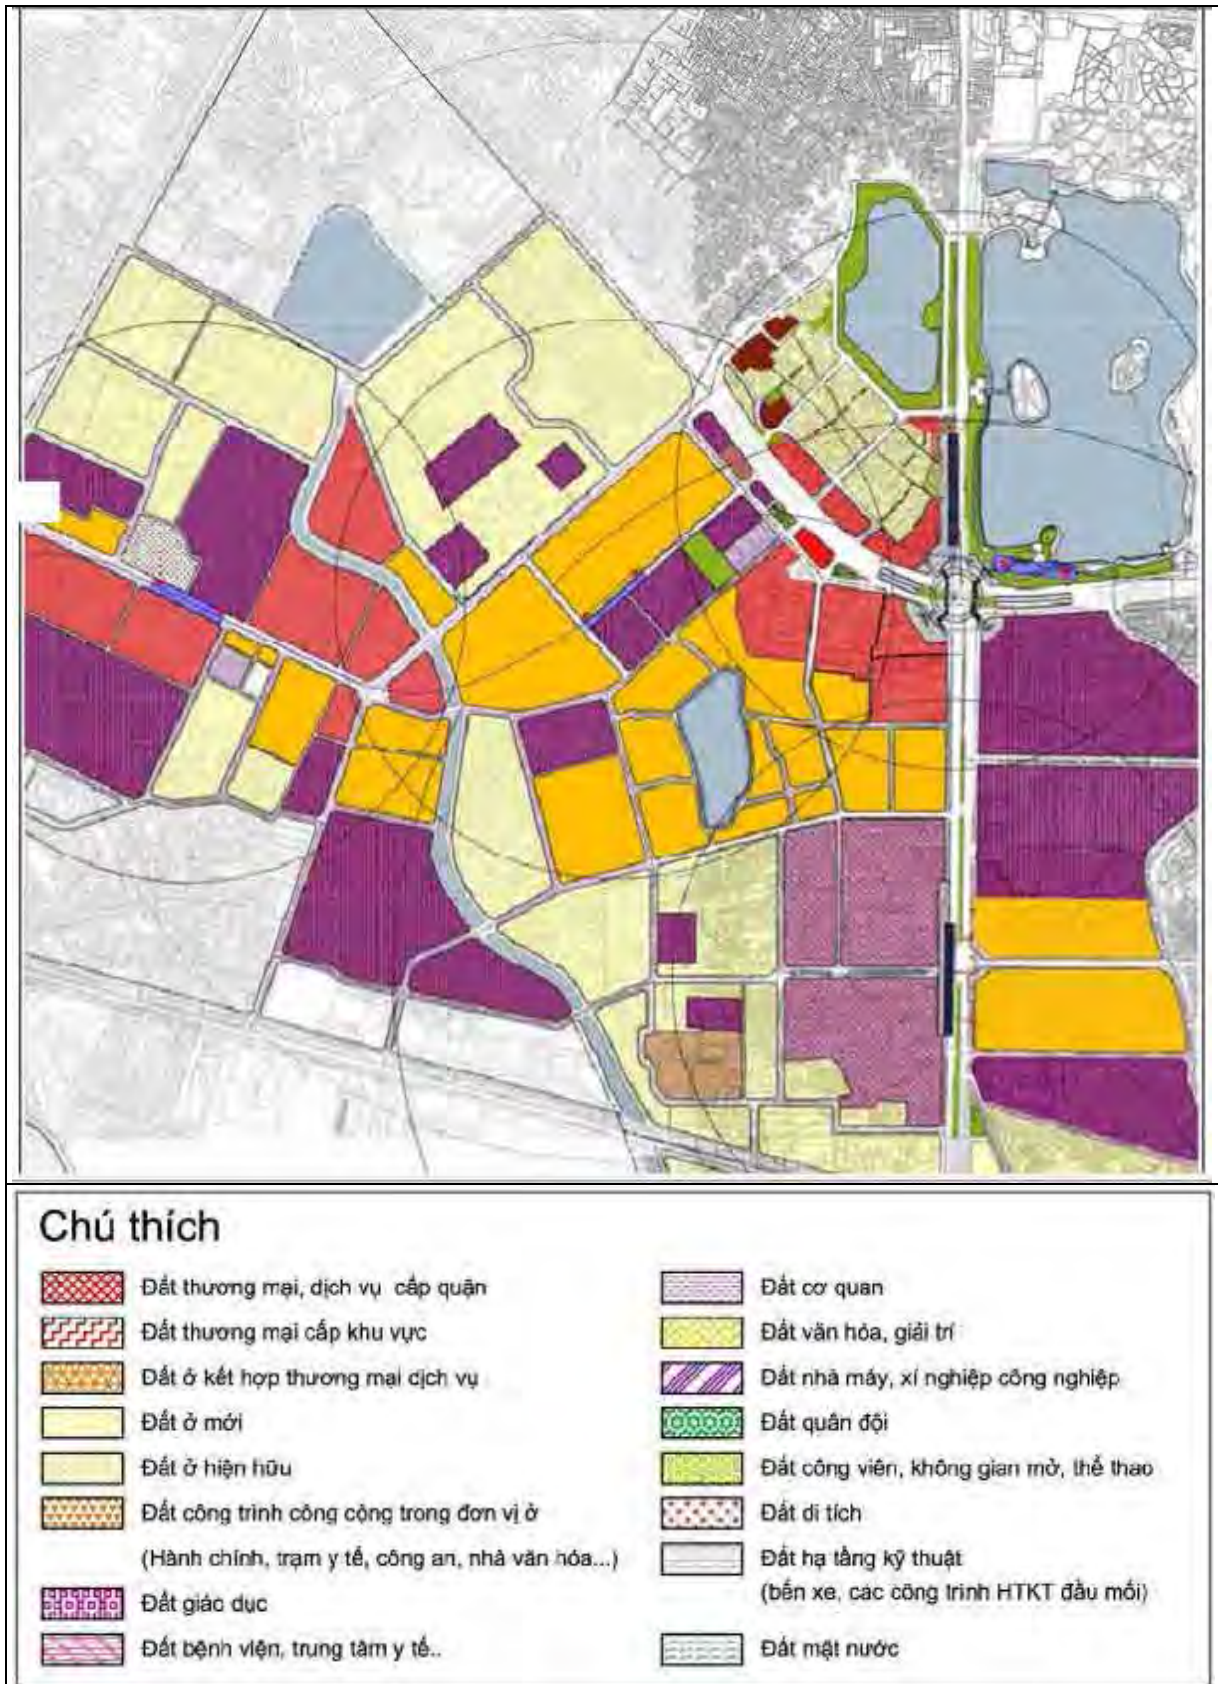 Chú thích
Đất thương mại, dịch vụ cấp quận
Đất thương mại cấp khu vực
Đất ở kết hợp thương mại dịch vụ
Đất ở mới
Đất ở hiện hữu
Đất công trình công cộng trong đơn vị ở
(Hành chính, trạm y tế, công an, nhà văn hóa...)
Đất giáo dục
Đất bệnh viện, trung tâm y tế..
Đất cơ quan
Đất văn hóa, giải trí
Đất nhà máy, xí nghiệp công nghiệp
Đất quân đội
Đất công viên, không gian mở, thể thao
Đất di tích
Đất hạ tầng kỹ thuật
(bến xe, các công trình HTKT đầu mối)
Đất mặt nước